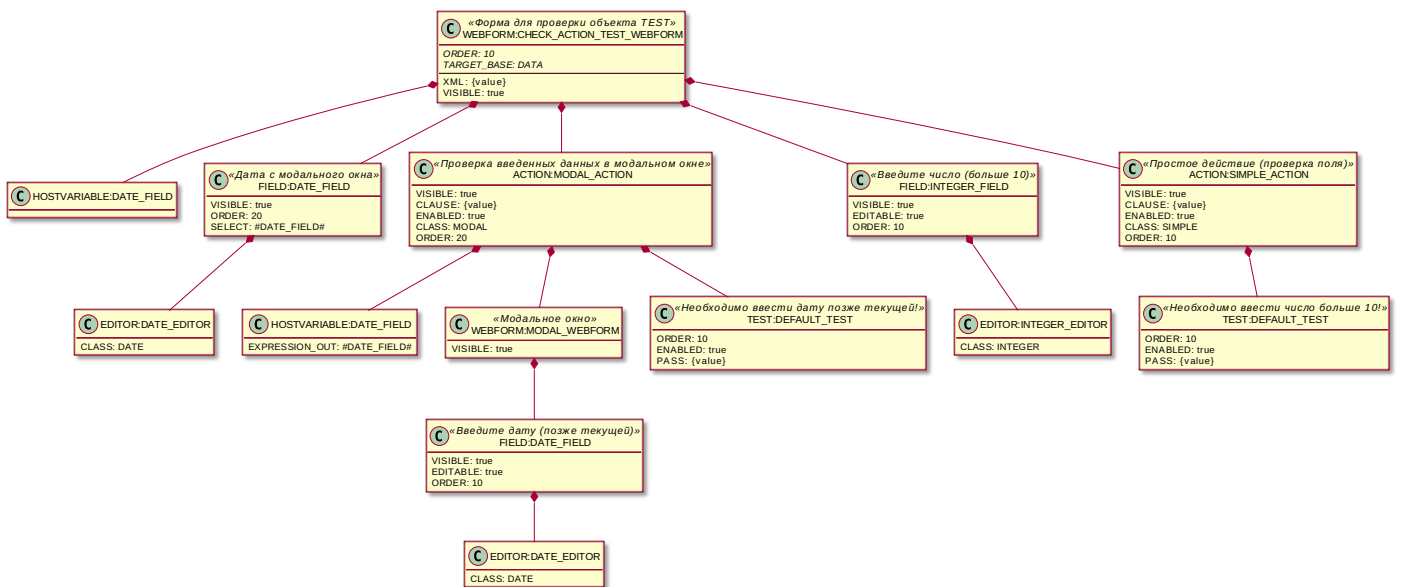 «Форма для проверки объекта TEST»
C WEBFORM:CHECK_ACTION_TEST_WEBFORM
ORDER: 10
TARGET_BASE: DATA
XML: {value}
VISIBLE: true
C HOSTVARIABLE:DATE_FIELD
«Дата с модального окна»
C FIELD:DATE_FIELD
VISIBLE: true
ORDER: 20
SELECT: #DATE_FIELD#
«Проверка введенных данных в модальном окне»
C ACTION:MODAL_ACTION
VISIBLE: true
CLAUSE: {value}
ENABLED: true
CLASS: MODAL
ORDER: 20
«Введите число (больше 10)»
C FIELD:INTEGER_FIELD
VISIBLE: true
EDITABLE: true
ORDER: 10
«Простое действие (проверка поля)»
C ACTION:SIMPLE_ACTION
VISIBLE: true
CLAUSE: {value}
ENABLED: true
CLASS: SIMPLE
ORDER: 10
C EDITOR:DATE_EDITOR
CLASS: DATE
C HOSTVARIABLE:DATE_FIELD
EXPRESSION_OUT: #DATE_FIELD#
«Модальное окно»
C WEBFORM:MODAL_WEBFORM
VISIBLE: true
«Необходимо ввести дату позже текущей!»
C TEST:DEFAULT_TEST
ORDER: 10
ENABLED: true
PASS: {value}
C EDITOR:INTEGER_EDITOR
CLASS: INTEGER
«Необходимо ввести число больше 10!»
C TEST:DEFAULT_TEST
ORDER: 10
ENABLED: true
PASS: {value}
«Введите дату (позже текущей)»
C FIELD:DATE_FIELD
VISIBLE: true
EDITABLE: true
ORDER: 10
C EDITOR:DATE_EDITOR
CLASS: DATE